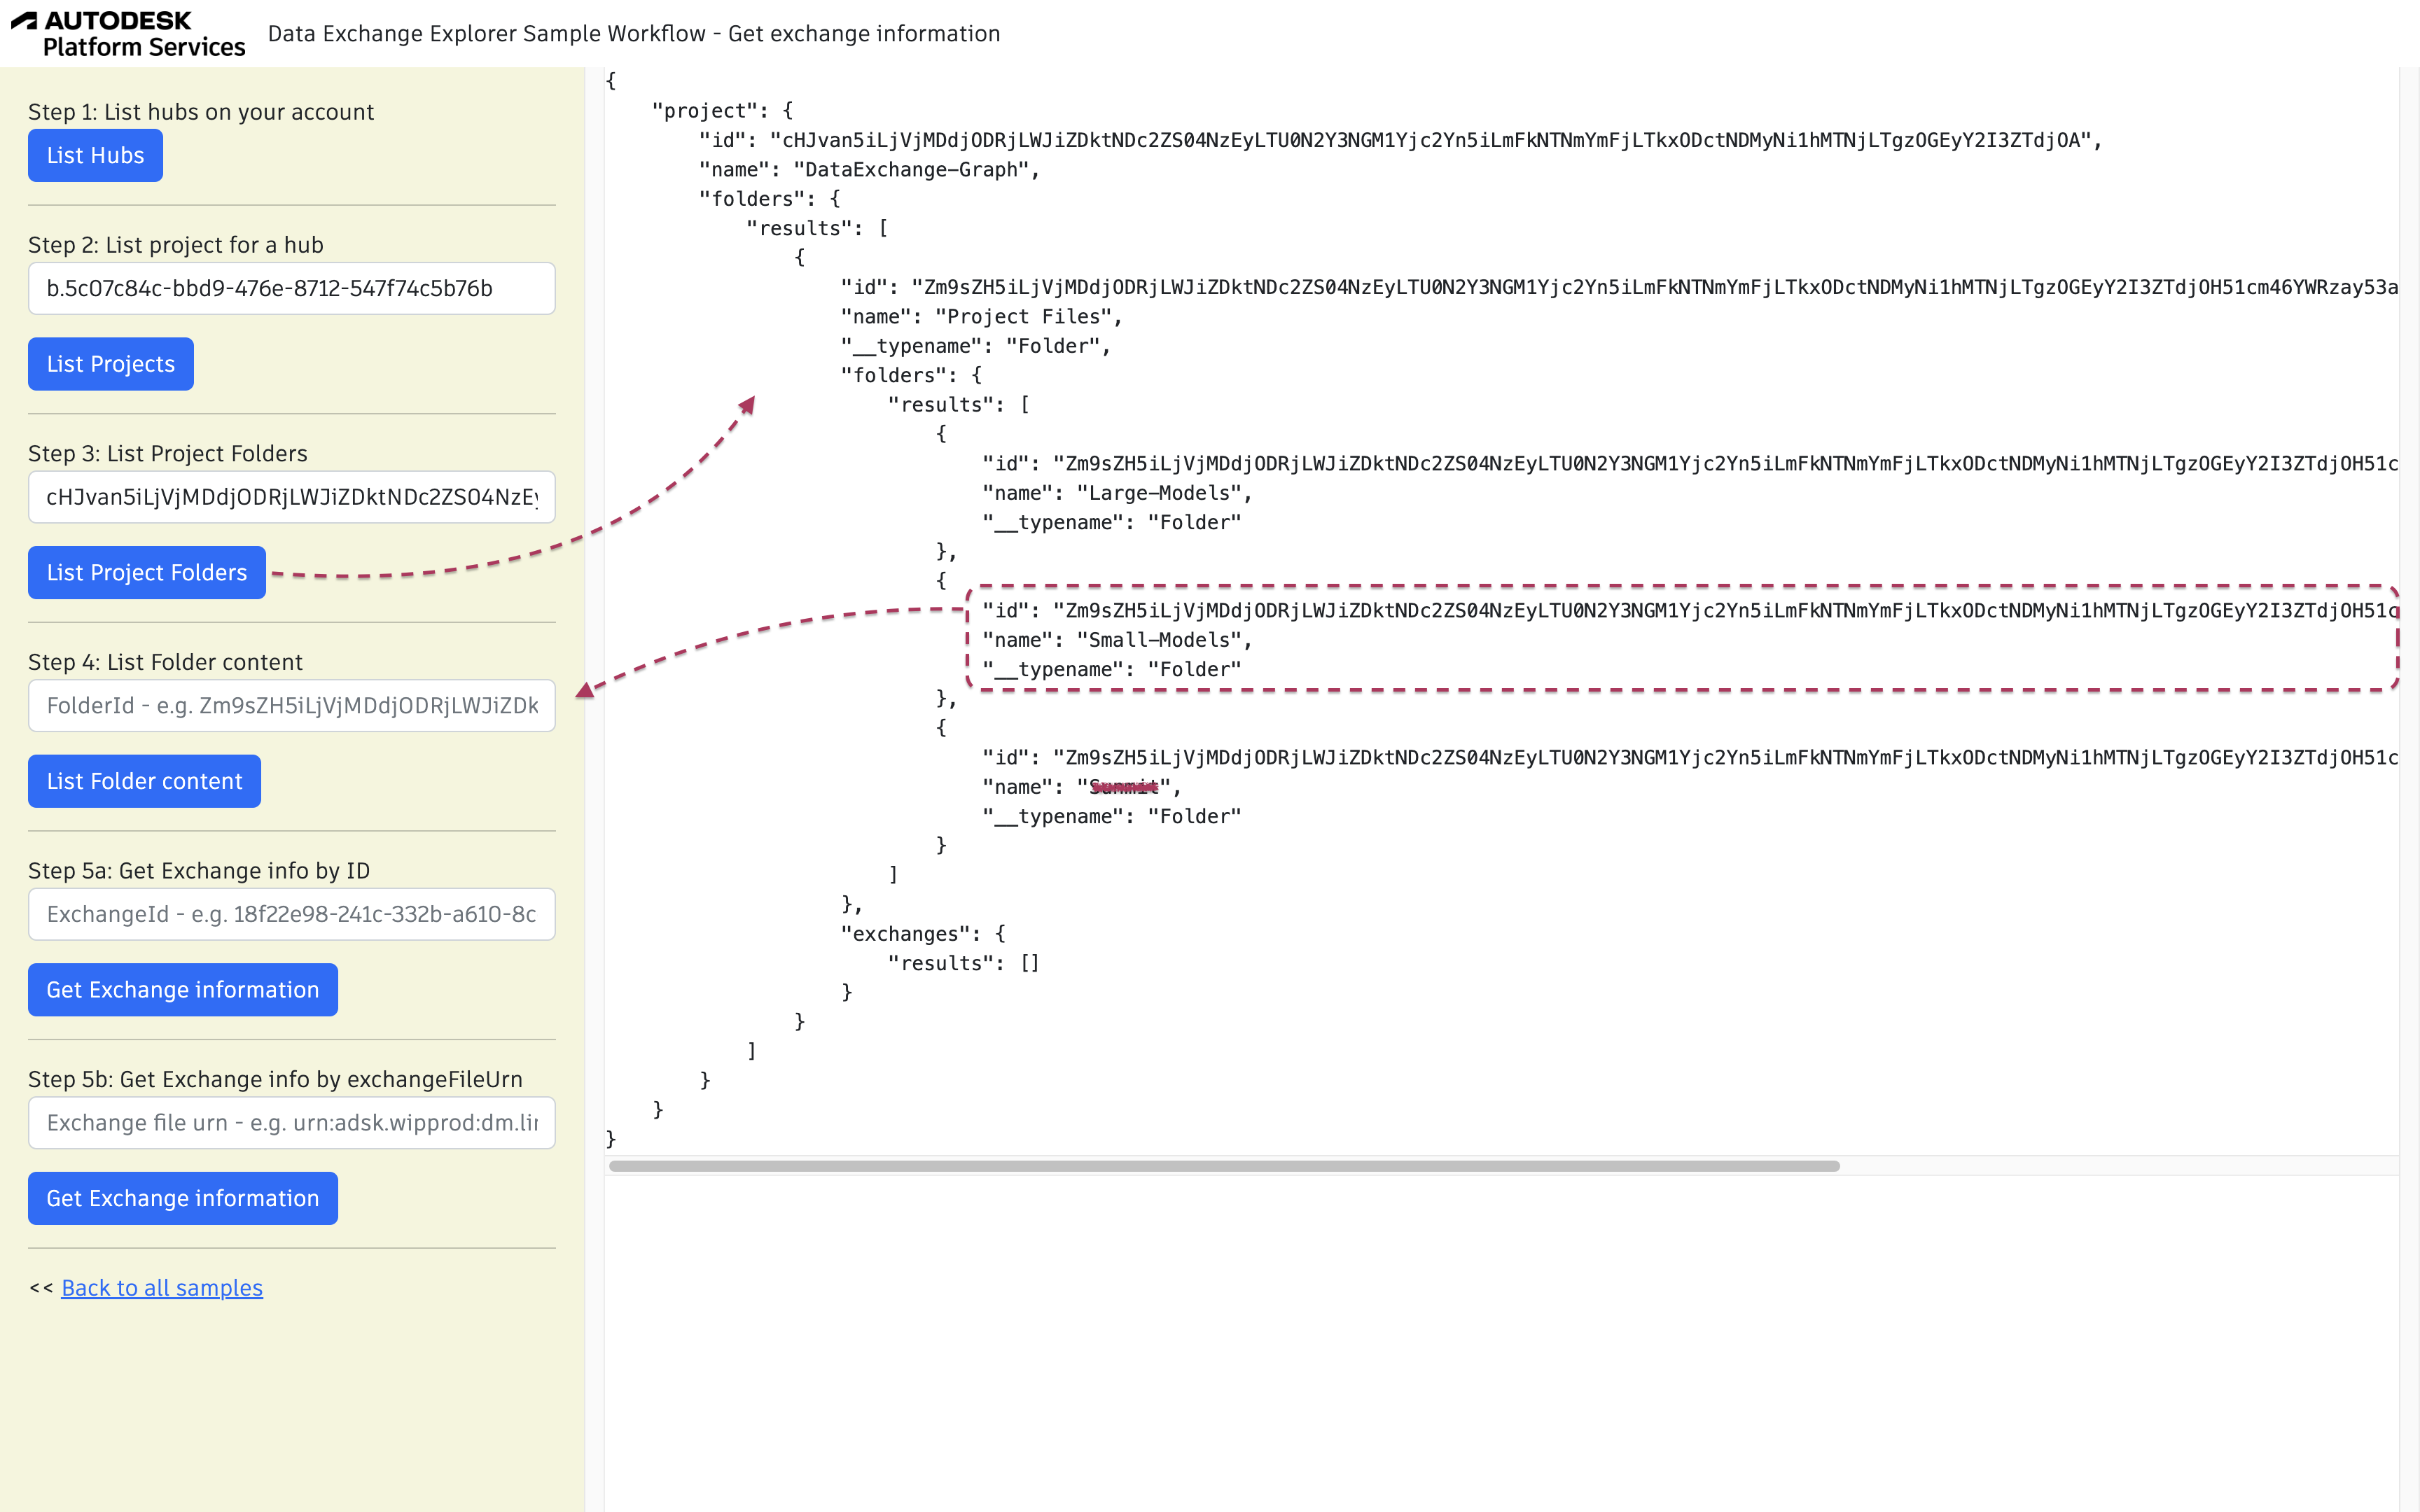 AUTODESK
Platform Services
Data Exchange Explorer Sample Workflow - Get exchange information
Step 1: List hubs on your account
List Hubs
Step 2: List project for a hub
b.5c07c84c-bbd9-476e-8712-547f74c5b76b
List Projects
Step 3: List Project Folders
cHJvan5iLjVjMDdjODRjLWJiZDktNDc2ZS04NzEy
List Project Folders
Step 4: List Folder content
FolderId - e.g. Zm9sZH5iLjVjMDdjODRjLWJiZDk
List Folder content
Step 5a: Get Exchange info by ID
ExchangeId - e.g. 18f22e98-241c-332b-a610-8c
Get Exchange information
Step 5b: Get Exchange info by exchangeFileUrn
Exchange file urn - e.g. urn:adsk.wipprod:dm.lin
Get Exchange information
<< Back to all samples
{
"project": {
"id": "cHJvan5iLjVjMDdjODRjLWJiZDktNDc2ZS04NzEyLTU0N2Y3NGM1Yjc2Yn5iLmFkNTNmYmFjLTkxODctNDMyNi1hMTNjLTgzOGEyY2I3ZTdjOA",
"name": "DataExchange-Graph",
"folders": {
"results": [
{
"id": "Zm9sZH5iLjVjMDdjODRjLWJiZDktNDc2ZS04NzEyLTU0N2Y3NGM1Yjc2Yn5iLmFkNTNmYmFjLTkxODctNDMyNi1hMTNjLTgzOGEyY2I3ZTdjOH51cm46YWRzay53a
"name": "Project Files",
"__typename": "Folder",
"folders": {
"results": [
{
"id": "Zm9sZH5iLjVjMDdjODRjLWJiZDktNDc2ZS04NzEyLTU0N2Y3NGM1Yjc2Yn5iLmFkNTNmYmFjLTkxODctNDMyNi1hMTNjLTgzOGEyY2I3ZTdjOH51c
"name": "Large-Models",
"__typename": "Folder"
},
{
"id": "Zm9sZH5iLjVjMDdjODRjLWJiZDktNDc2ZS04NzEyLTU0N2Y3NGM1Yjc2Yn5iLmFkNTNmYmFjLTkxODctNDMyNi1hMTNjLTgzOGEyY2I3ZTdjOH51c
"name": "Small-Models",
"__typename": "Folder"
},
{
"id": "Zm9sZH5iLjVjMDdjODRjLWJiZDktNDc2ZS04NzEyLTU0N2Y3NGM1Yjc2Yn5iLmFkNTNmYmFjLTkxODctNDMyNi1hMTNjLTgzOGEyY2I3ZTdjOH51c
"name": "",
"__typename": "Folder"
}
]
},
"exchanges": {
"results": []
}
}
]
}
}
}